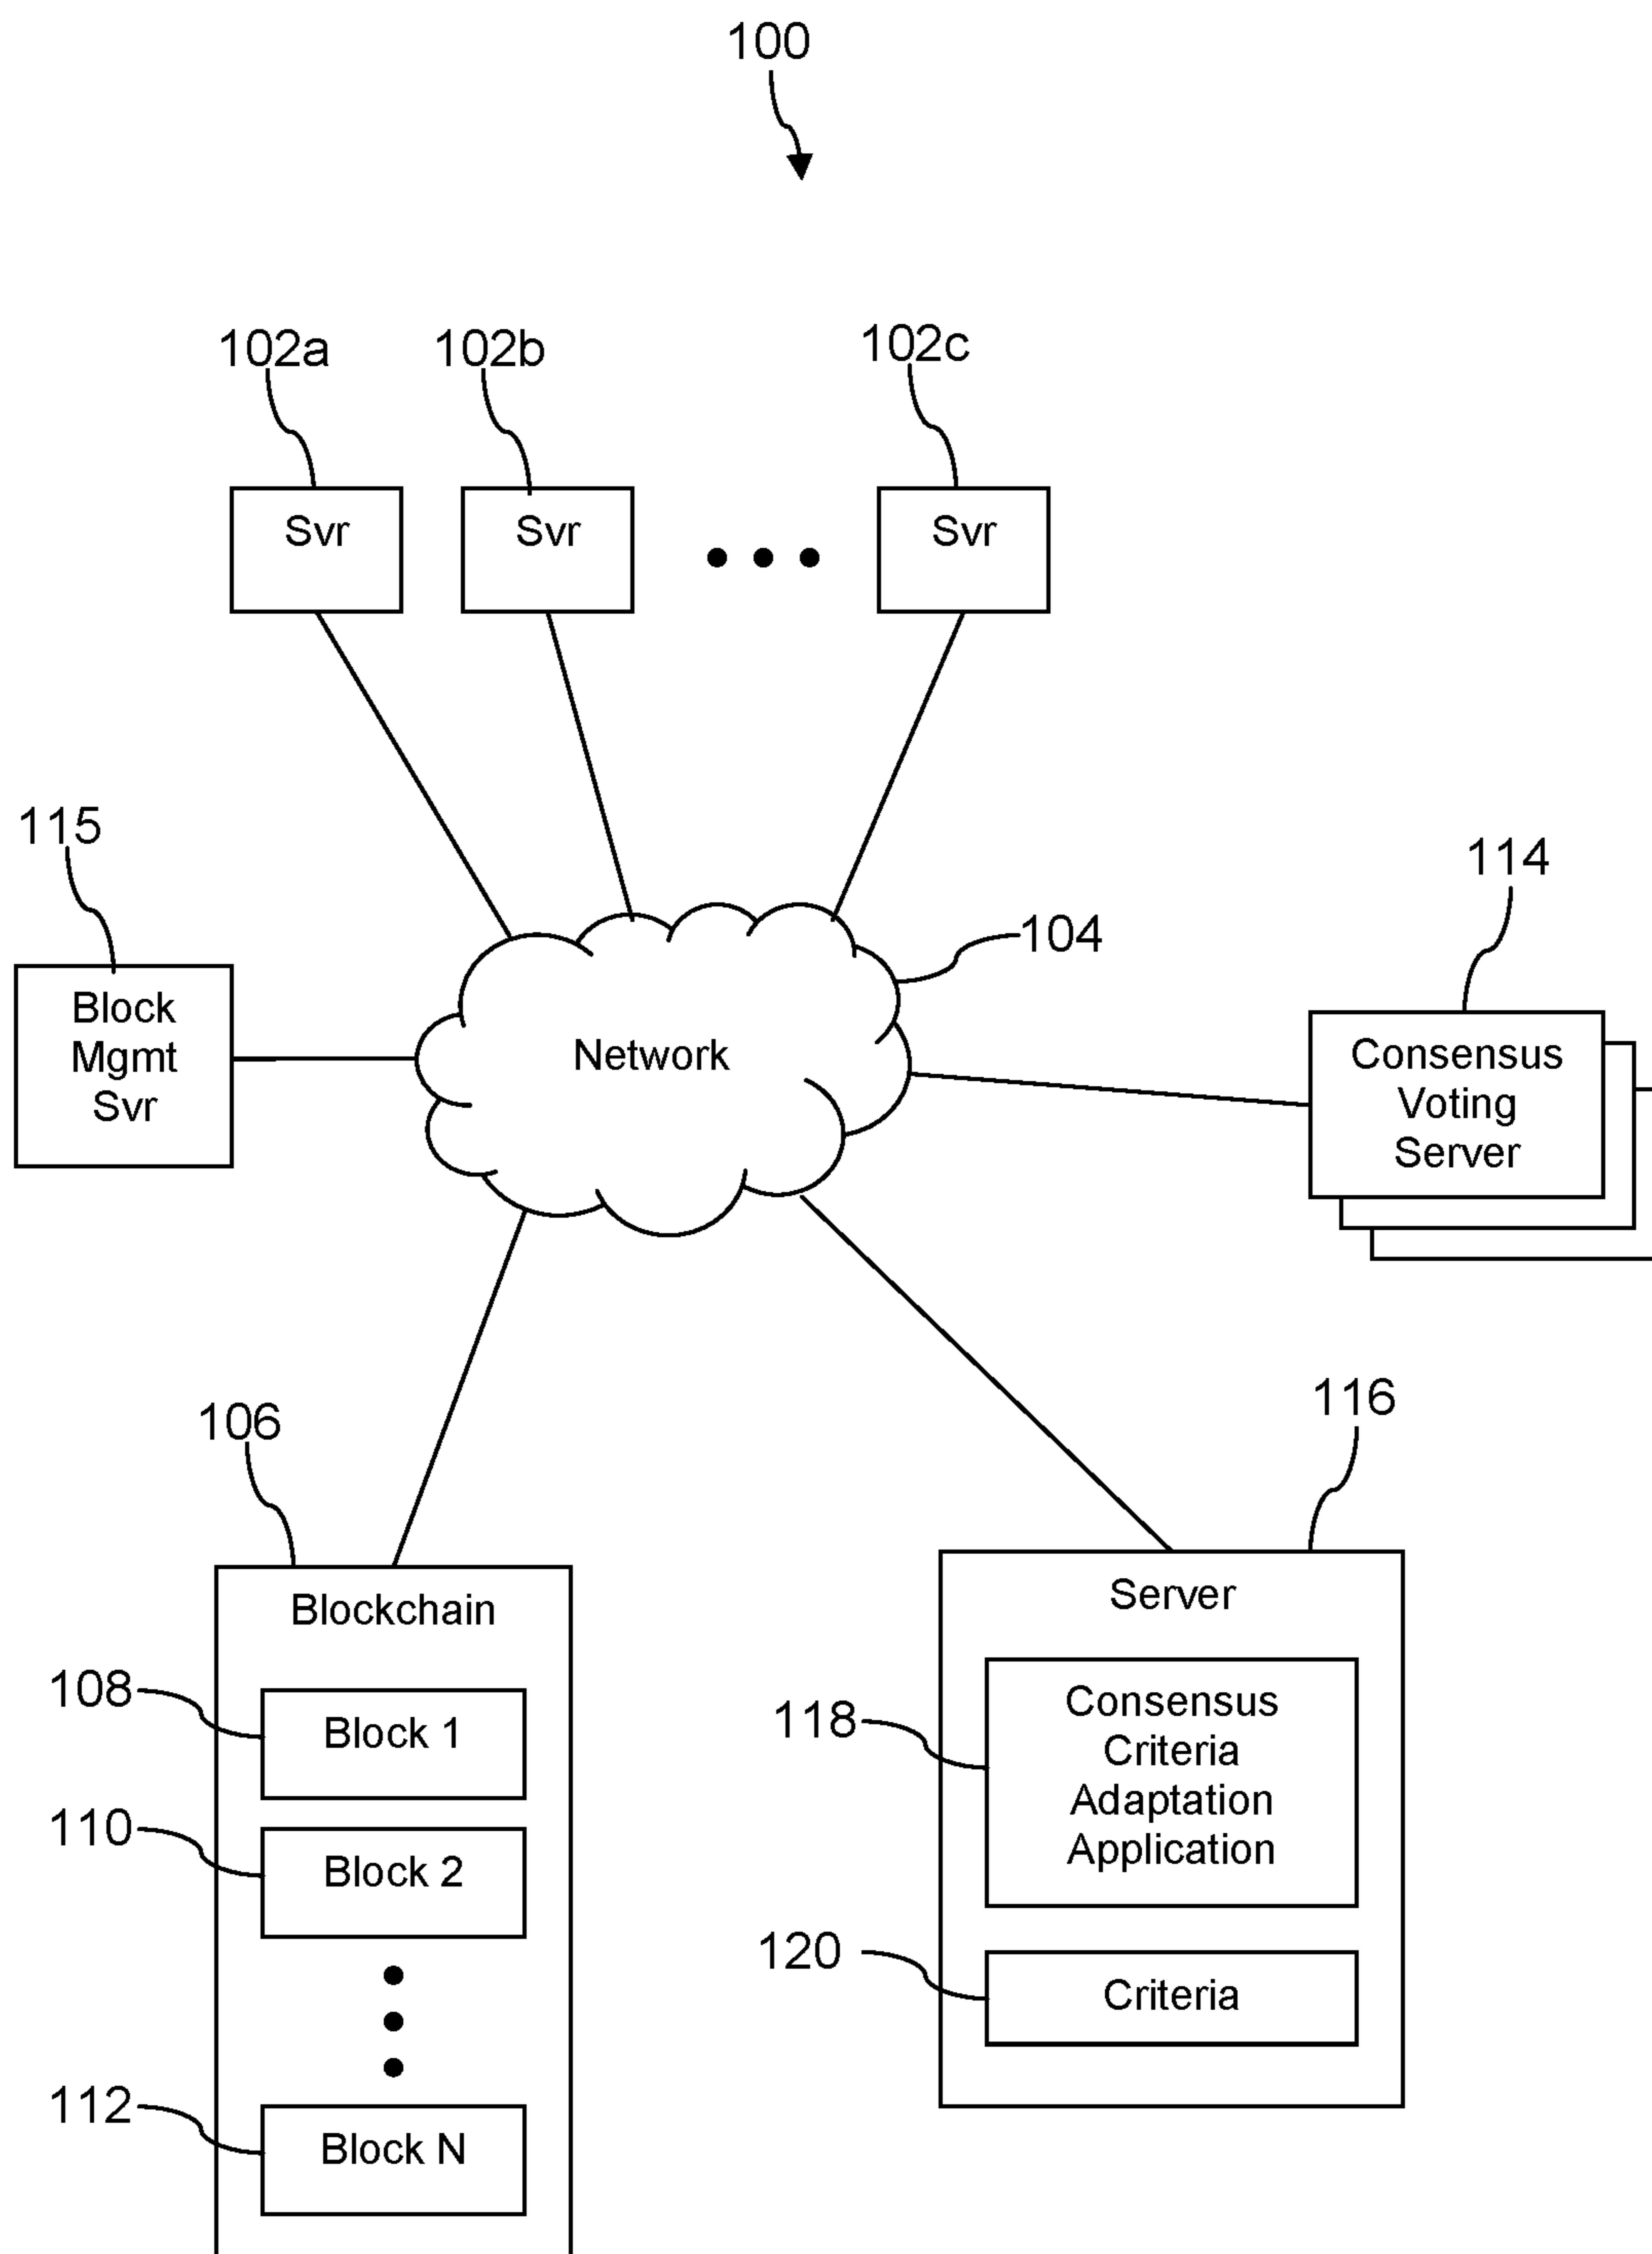 100
102a
102b
102c
Svr
Svr
Svr
115
114
104
Block
Mgmt
Svr
Network
Consensus
Voting
Server
116
106
Blockchain
Server
108
Block 1
118
Consensus
Criteria
Adaptation
Application
110
Block 2
120
Criteria
112
Block N